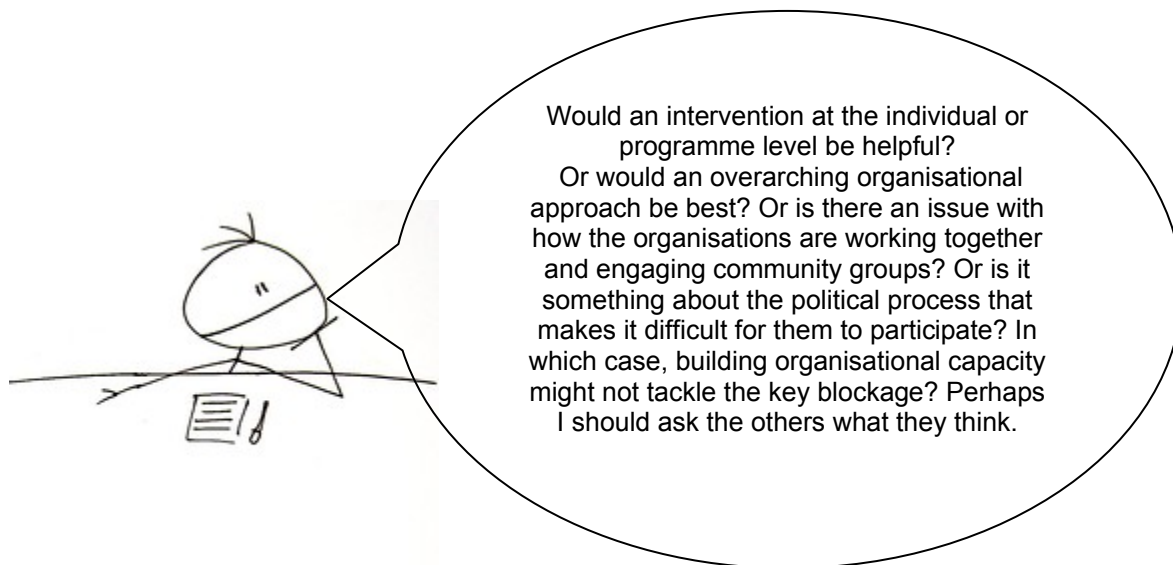 Would an intervention at the individual or
programme level be helpful?
Or would an overarching organisational
approach be best? Or is there an issue with
how the organisations are working together
and engaging community groups? Or is it
something about the political process that
makes it difficult for them to participate? In
which case, building organisational capacity
might not tackle the key blockage? Perhaps
I should ask the others what they think.